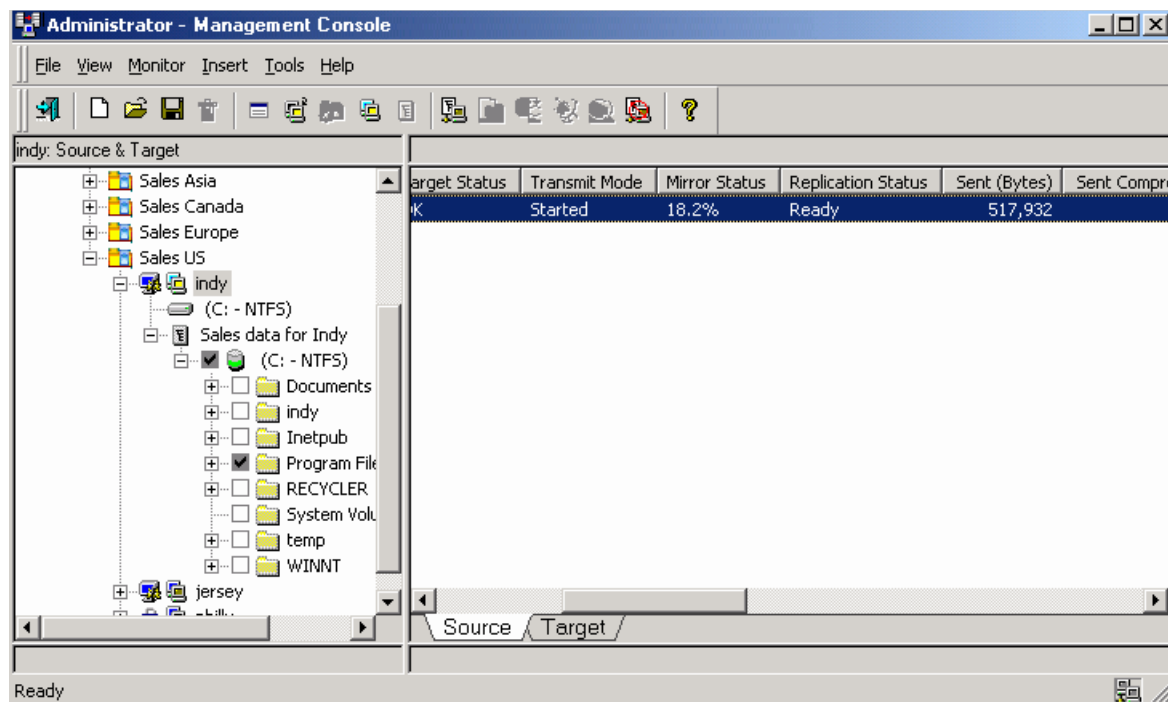 Administrator - Management Console
File View Monitor Insert Tools Help
indy: Source & Target
arget Status Transmit Mode Mirror Status Replication Status Sent (Bytes) Sent Compre
OK Started 18.2% Ready 517,932
Sales Asia
Sales Canada
Sales Europe
Sales US
indy
(C: - NTFS)
Sales data for Indy
(C: - NTFS)
Documents
indy
Inetpub
Program File
RECYCLER
System Volu
temp
WINNT
jersey
Source Target
Ready